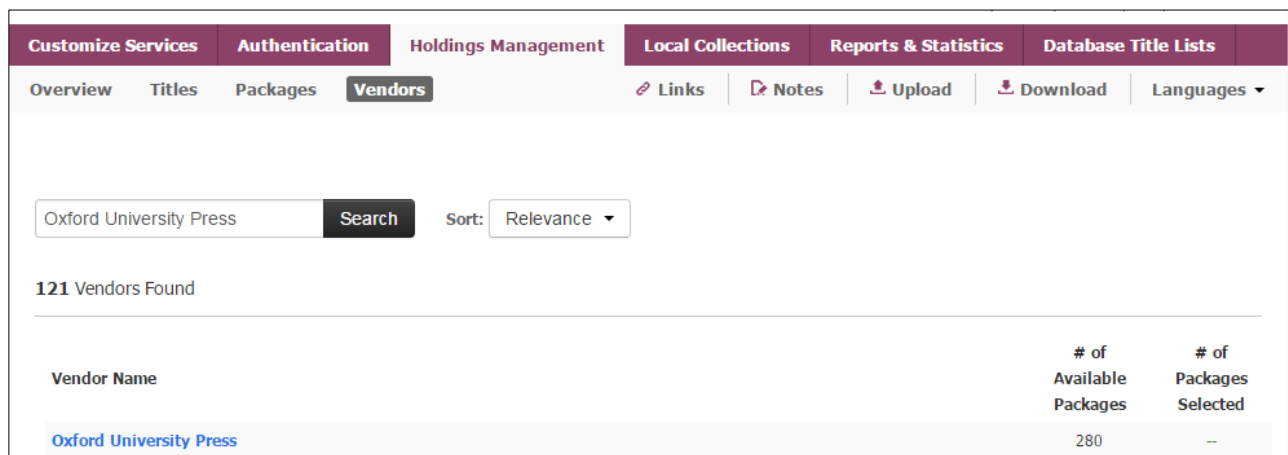 Customize Services Authentication Holdings Management Local Collections Reports & Statistics Database Title Lists
Overview Titles Packages Vendors Links Notes Upload Download Languages
Oxford University Press Search Sort: Relevance
121 Vendors Found
# of # of
Vendor Name Available Packages
Packages Selected
Oxford University Press 280 --